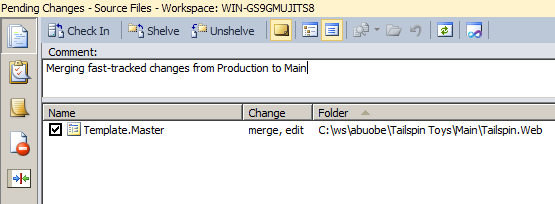 Pending Changes - Source Files - Workspace: WIN-GS9GMUJITS8
Check In Shelve Unshelve
Comment:
Merging fast-tracked changes from Production to Main
Name Change Folder
Template.Master merge, edit C:\ws\abuobe\Tailspin Toys\Main\Tailspin.Web